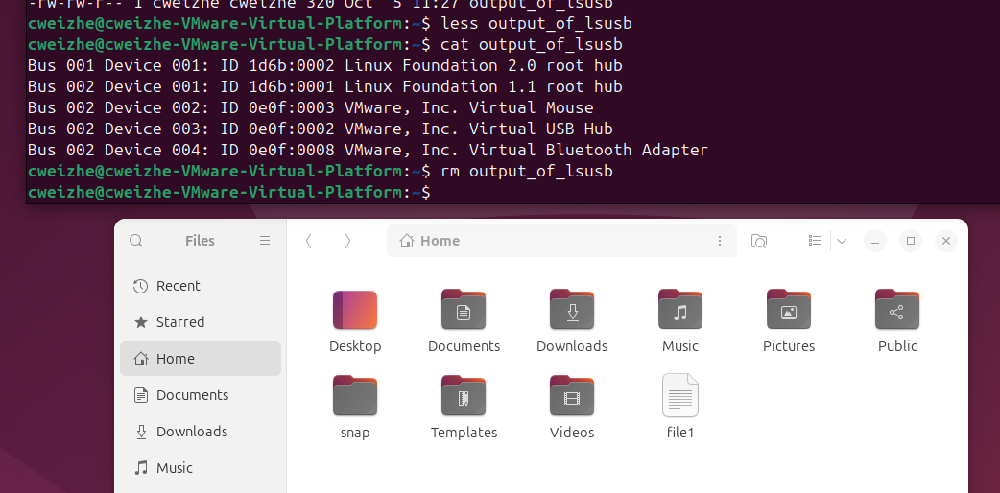 -rw-rw-r-- 1 cweizhe cweizhe 320 Oct  5 11:27 output_of_lsusb
cweizhe@cweizhe-VMware-Virtual-Platform:~$ less output_of_lsusb
cweizhe@cweizhe-VMware-Virtual-Platform:~$ cat output_of_lsusb
Bus 001 Device 001: ID 1d6b:0002 Linux Foundation 2.0 root hub
Bus 002 Device 001: ID 1d6b:0001 Linux Foundation 1.1 root hub
Bus 002 Device 002: ID 0e0f:0003 VMware, Inc. Virtual Mouse
Bus 002 Device 003: ID 0e0f:0002 VMware, Inc. Virtual USB Hub
Bus 002 Device 004: ID 0e0f:0008 VMware, Inc. Virtual Bluetooth Adapter
cweizhe@cweizhe-VMware-Virtual-Platform:~$ rm output_of_lsusb
cweizhe@cweizhe-VMware-Virtual-Platform:~$
Files
Home
Recent
Starred
Home
Documents
Downloads
Music
Desktop Documents Downloads Music Pictures Public
snap Templates Videos file1